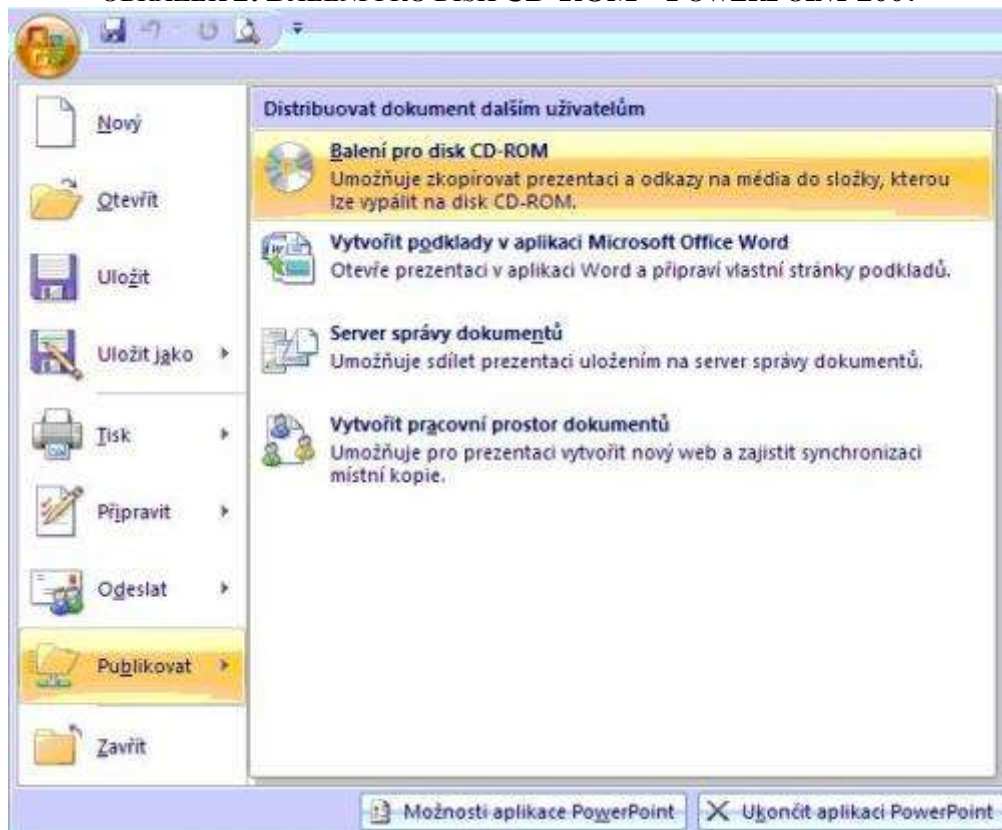 Nový
Otevřít
Uložit
Uložit jako
Tisk
Připravit
Odeslat
Publikovat
Zavřít
Distribuovat dokument dalším uživatelům
Balení pro disk CD-ROM
Umožňuje zkopírovat prezentaci a odkazy na média do složky, kterou
lze vypálit na disk CD-ROM.
Vytvořit podklady v aplikaci Microsoft Office Word
Otevře prezentaci v aplikaci Word a připraví vlastní stránky podkladů.
Server správy dokumentů
Umožňuje sdílet prezentaci uložením na server správy dokumentů.
Vytvořit pracovní prostor dokumentů
Umožňuje pro prezentaci vytvořit nový web a zajistit synchronizaci
místní kopie.
Možnosti aplikace PowerPoint
Ukončit aplikaci PowerPoint